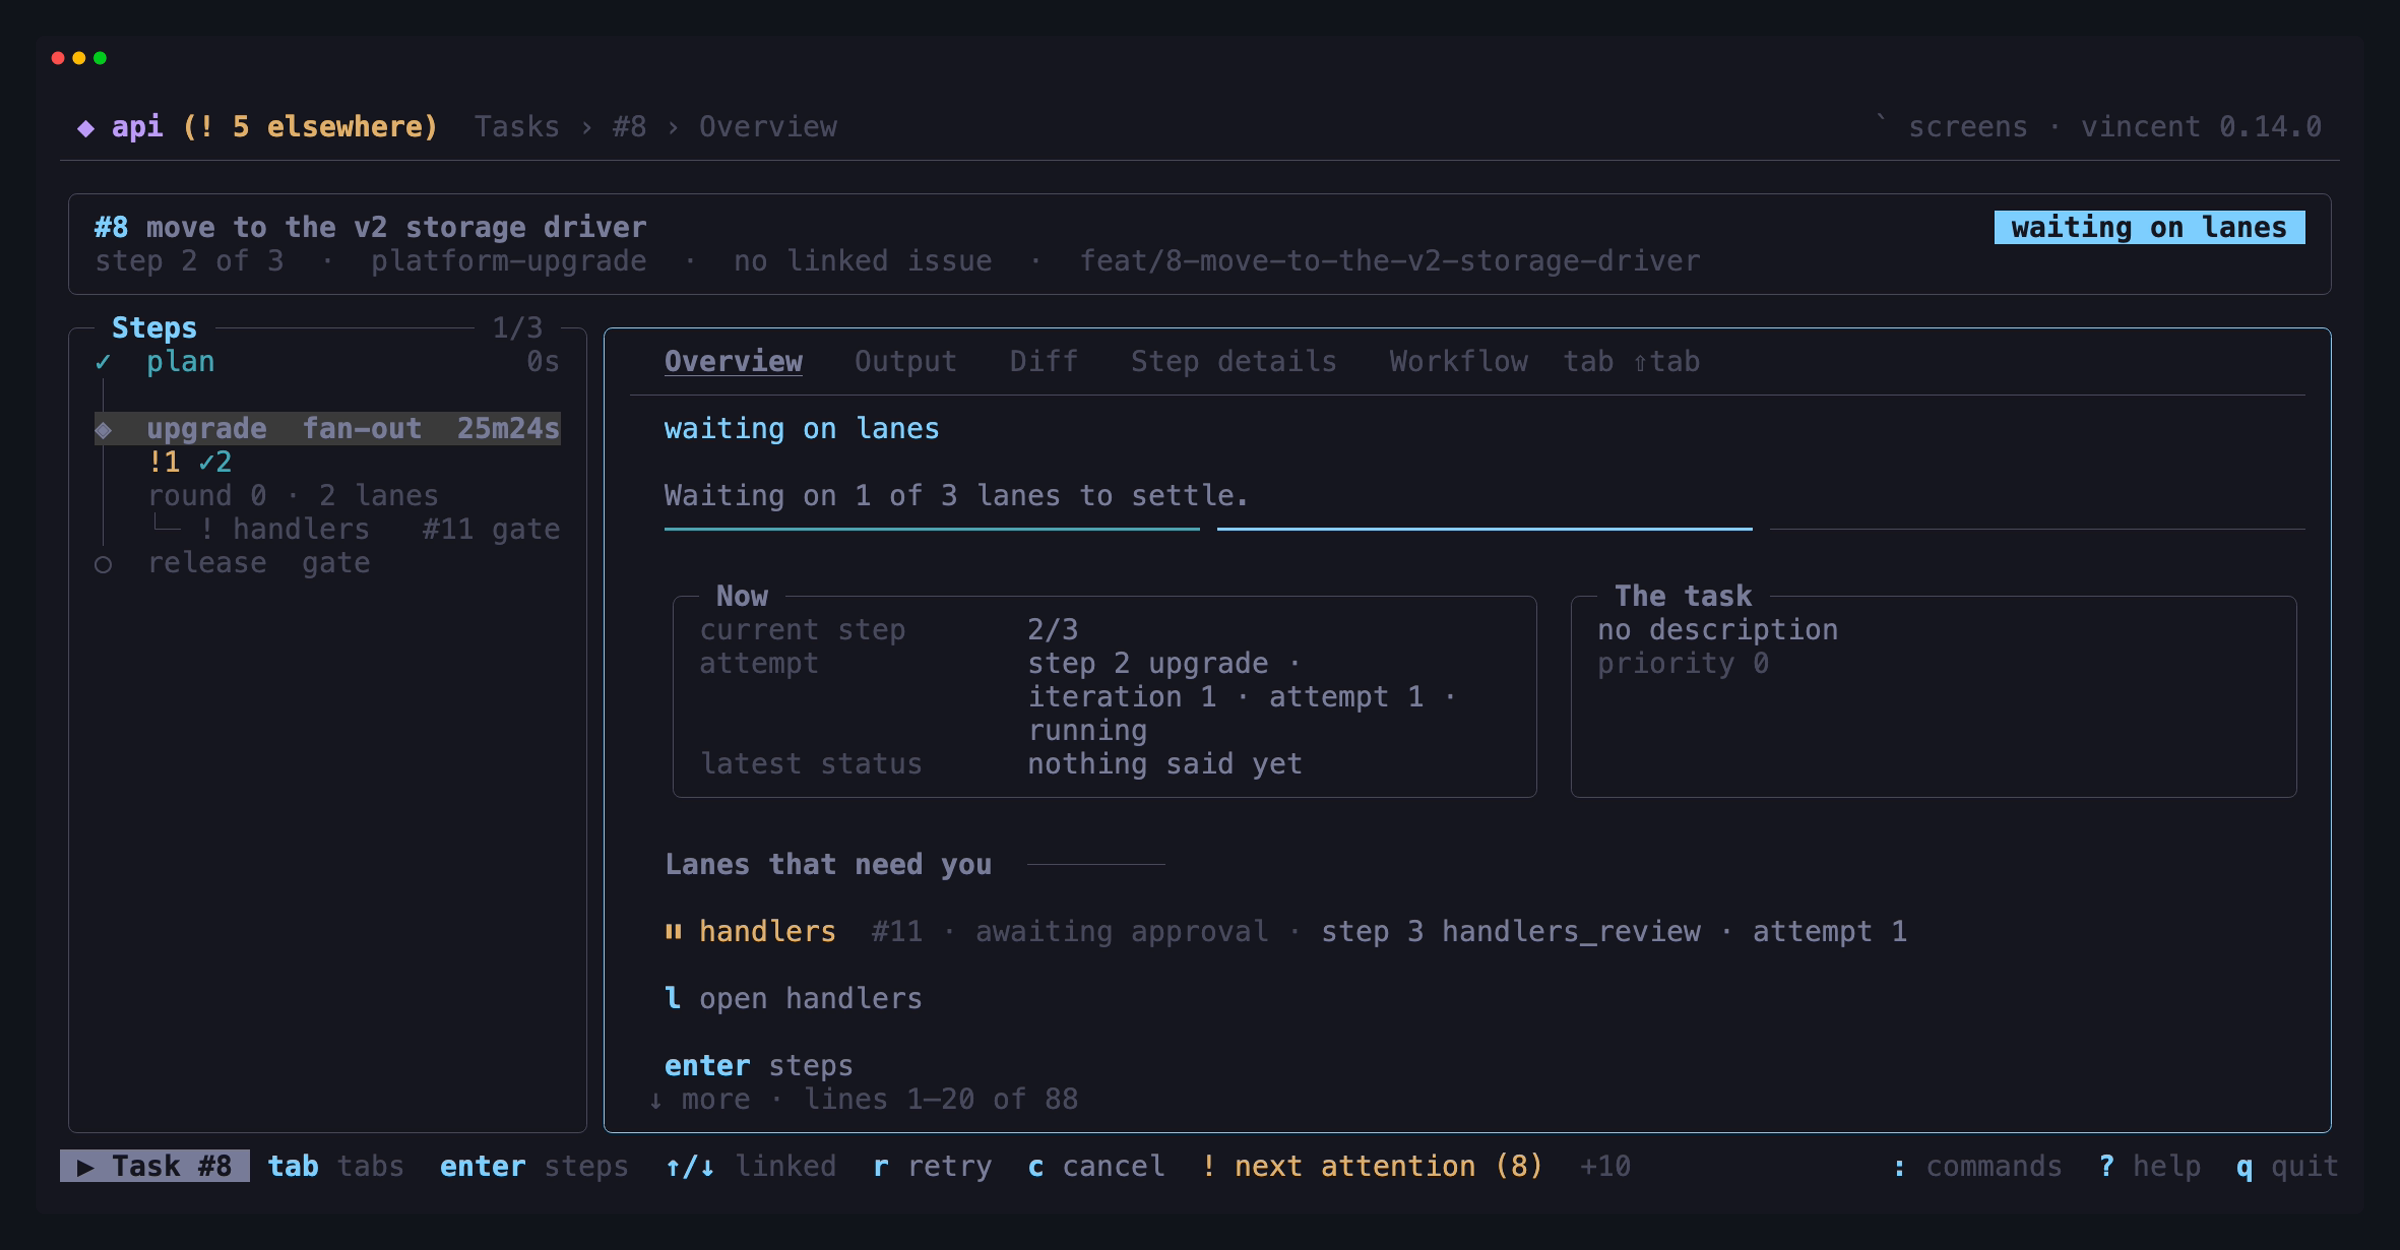 ◆ api (! 5 elsewhere) Tasks › #8 › Overview ` screens · vincent 0.14.0
#8 move to the v2 storage driver waiting on lanes
step 2 of 3 · platform-upgrade · no linked issue · feat/8-move-to-the-v2-storage-driver
Steps 1/3
✓ plan 0s
◈ upgrade fan-out 25m24s
!1 ✓2
round 0 · 2 lanes
└─ ! handlers #11 gate
○ release gate
Overview Output Diff Step details Workflow tab ⇧tab
waiting on lanes
Waiting on 1 of 3 lanes to settle.
Now
current step 2/3
attempt step 2 upgrade ·
iteration 1 · attempt 1 ·
running
latest status nothing said yet
The task
no description
priority 0
Lanes that need you
⏸ handlers #11 · awaiting approval · step 3 handlers_review · attempt 1
l open handlers
enter steps
↓ more · lines 1–20 of 88
▶ Task #8 tab tabs enter steps ↑/↓ linked r retry c cancel ! next attention (8) +10 : commands ? help q quit